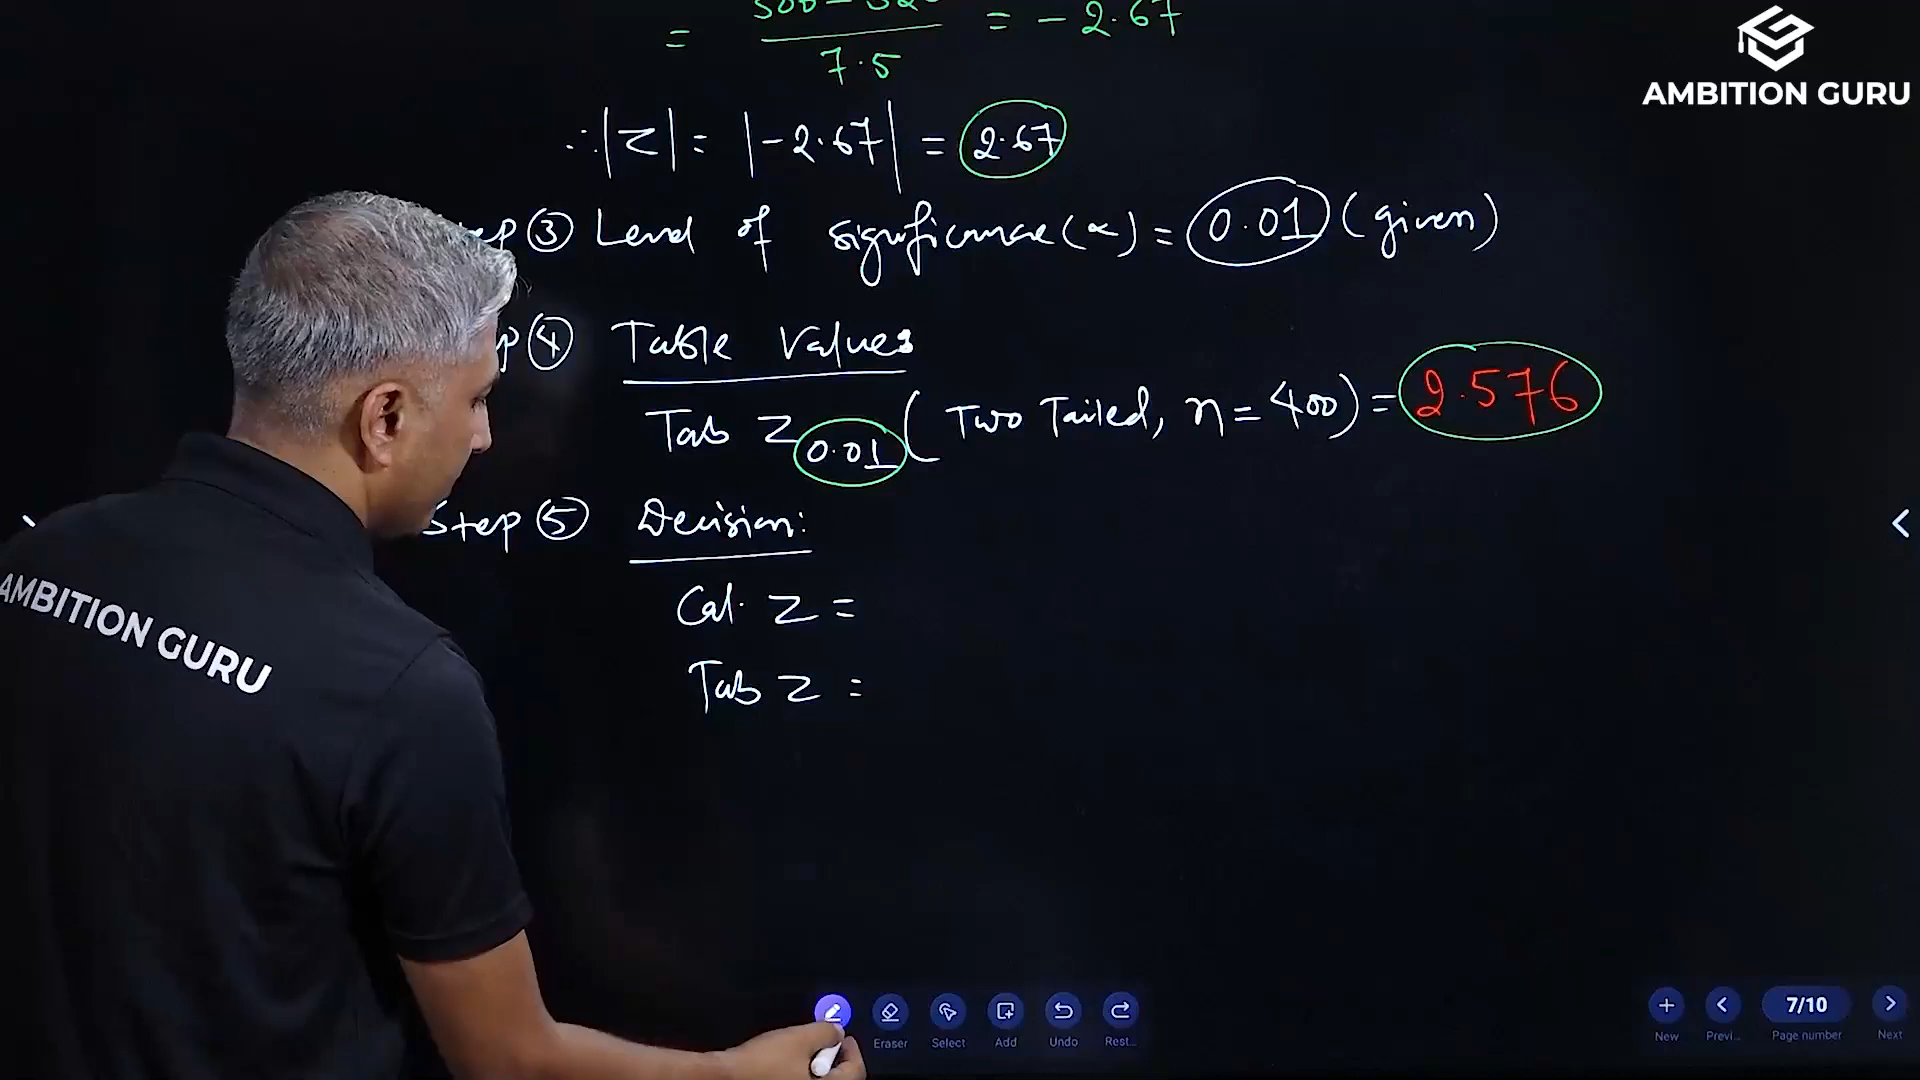 = 7.5 = - 2.67
AMBITION GURU
∴ |Z| = |-2.67| = 2.67
Step ③ Level of significance (α) = 0.01 (given)
④ Table Values
Tab Z 0.01 (Two Tailed, n = 400) = 2.576
Step ⑤ Decision:
Cal. Z =
Tab Z =
AMBITION GURU
Eraser Select Add Undo Rest...
New Previ... 7/10 Page number Next